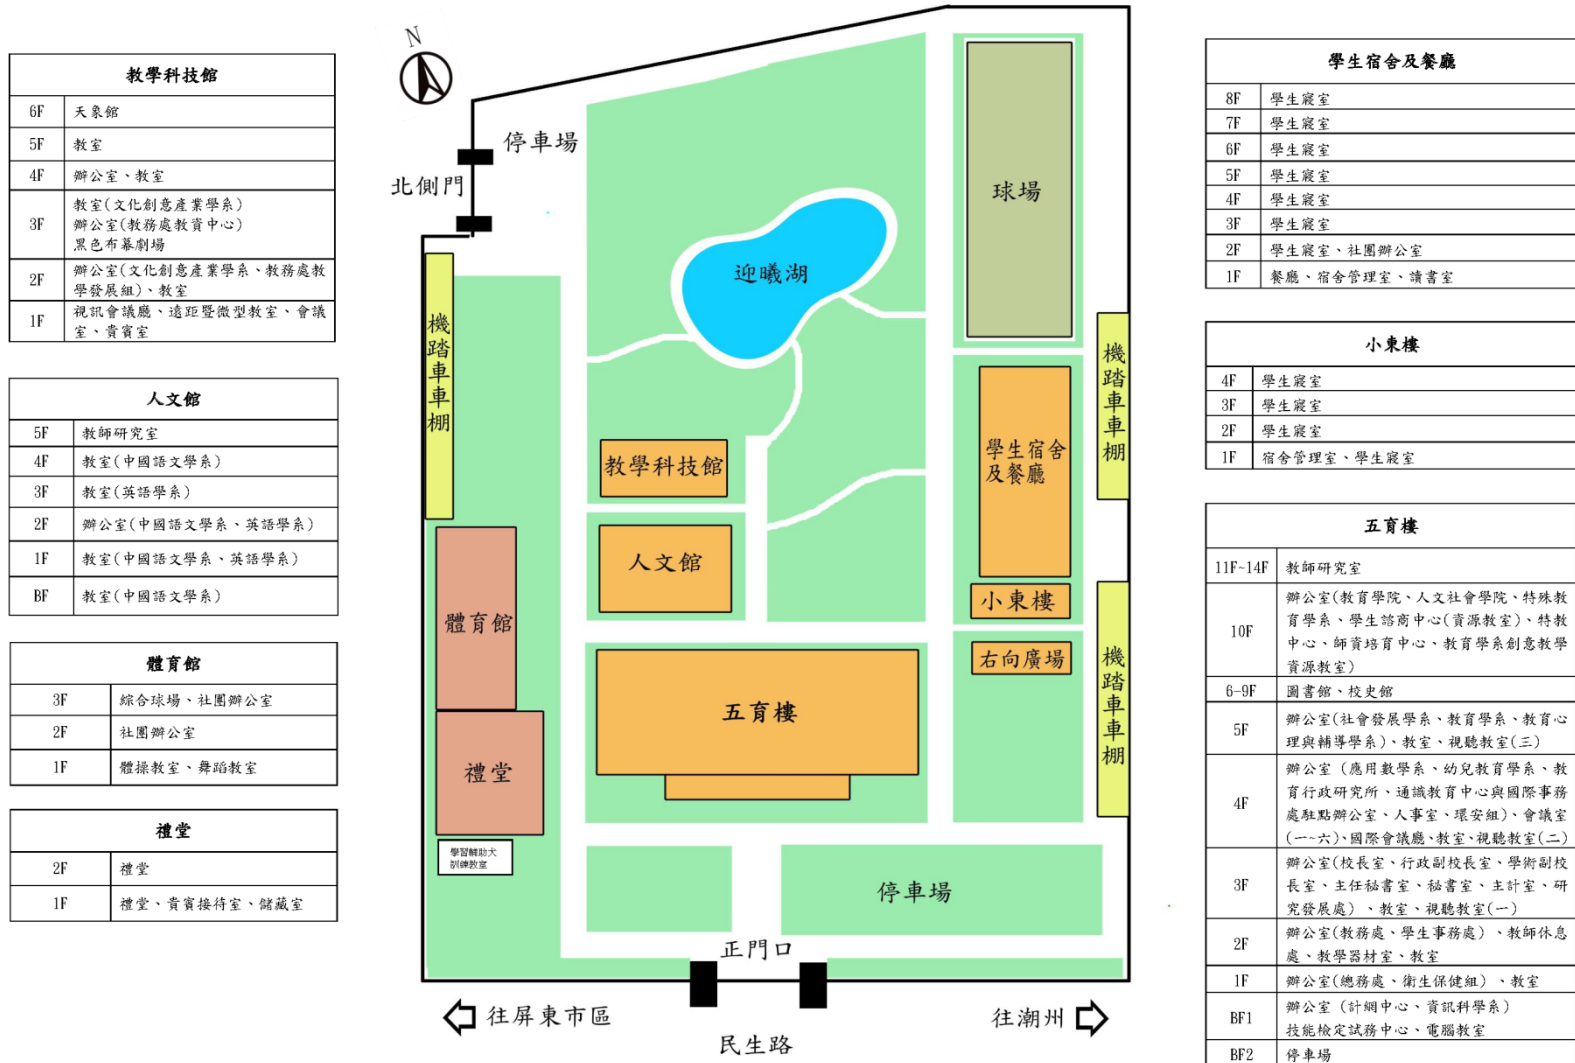 教學科技館
6F 天象館
5F 教室
4F 辦公室、教室
3F 教室(文化創意產業學系)
辦公室(教務處教資中心)
黑色布幕劇場
2F 辦公室(文化創意產業學系、教務處教
學發展組)、教室
1F 視訊會議廳、遠距暨微型教室、會議
室、貴賓室
人文館
5F 教師研究室
4F 教室(中國語文學系)
3F 教室(英語學系)
2F 辦公室(中國語文學系、英語學系)
1F 教室(中國語文學系、英語學系)
BF 教室(中國語文學系)
體育館
3F 綜合球場、社團辦公室
2F 社團辦公室
1F 體操教室、舞蹈教室
禮堂
2F 禮堂
1F 禮堂、貴賓接待室、儲藏室
N
停車場
北側門
球場
迎曦湖
機踏車車棚
機踏車車棚
教學科技館
學生宿舍
及餐廳
人文館
小東樓
體育館
右向廣場
機踏車車棚
五育樓
禮堂
學習輔助犬
訓練教室
停車場
正門口
往屏東市區
往潮州
民生路
學生宿舍及餐廳
8F 學生寢室
7F 學生寢室
6F 學生寢室
5F 學生寢室
4F 學生寢室
3F 學生寢室
2F 學生寢室、社團辦公室
1F 餐廳、宿舍管理室、讀書室
小東樓
4F 學生寢室
3F 學生寢室
2F 學生寢室
1F 宿舍管理室、學生寢室
五育樓
11F~14F 教師研究室
10F 辦公室(教育學院、人文社會學院、特殊教
育學系、學生諮商中心(資源教室)、特教
中心、師資培育中心、教育學系創意教學
資源教室)
6-9F 圖書館、校史館
5F 辦公室(社會發展學系、教育學系、教育心
理與輔導學系)、教室、視聽教室(三)
4F 辦公室(應用數學系、幼兒教育學系、教
育行政研究所、通識教育中心與國際事務
處駐點辦公室、人事室、環安組)、會議室
(一~六)、國際會議廳、教室、視聽教室(二)
3F 辦公室(校長室、行政副校長室、學術副校
長室、主任秘書室、祕書室、主計室、研
究發展處)、教室、視聽教室(一)
2F 辦公室(教務處、學生事務處)、教師休息
處、教學器材室、教室
1F 辦公室(總務處、衛生保健組)、教室
BF1 辦公室(計網中心、資訊科學系)
技能檢定試務中心、電腦教室
BF2 停車場